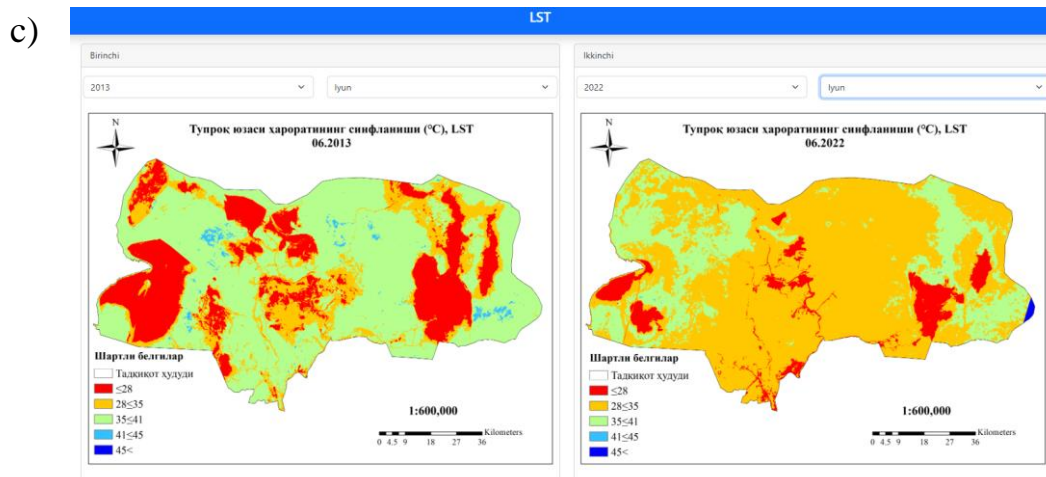 c)
LST
Birinchi
2013
Iyun
N
Тупроқ юзаси ҳароратининг синфланиши (°C), LST
06.2013
Шартли белгилар
Тадқиқот ҳудуди
≤28
28≤35
35≤41
41≤45
45<
1:600,000
Kilometers
0 4.5 9 18 27 36
Ikkinchi
2022
Iyun
N
Тупроқ юзаси ҳароратининг синфланиши (°C), LST
06.2022
Шартли белгилар
Тадқиқот ҳудуди
≤28
28≤35
35≤41
41≤45
45<
1:600,000
Kilometers
0 4.5 9 18 27 36